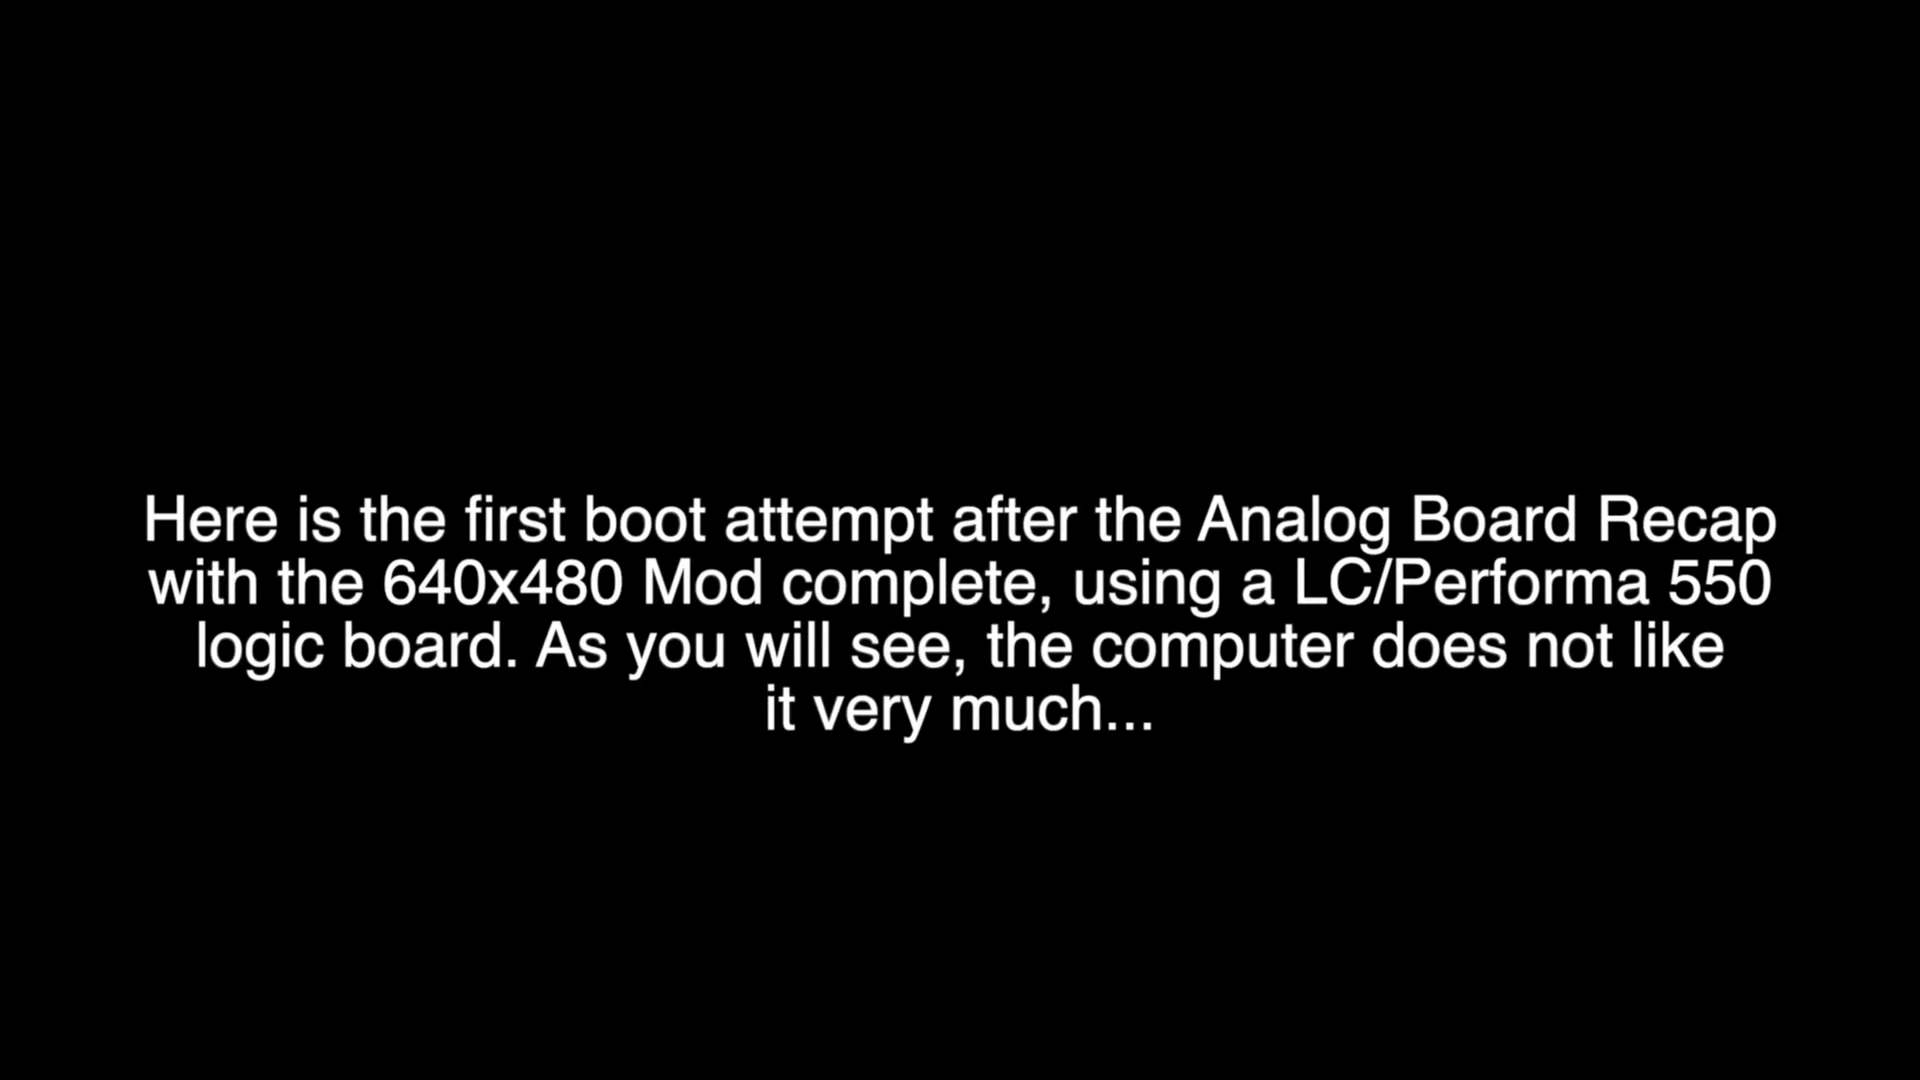 Here is the first boot attempt after the Analog Board Recap
with the 640x480 Mod complete, using a LC/Performa 550
logic board. As you will see, the computer does not like
it very much...